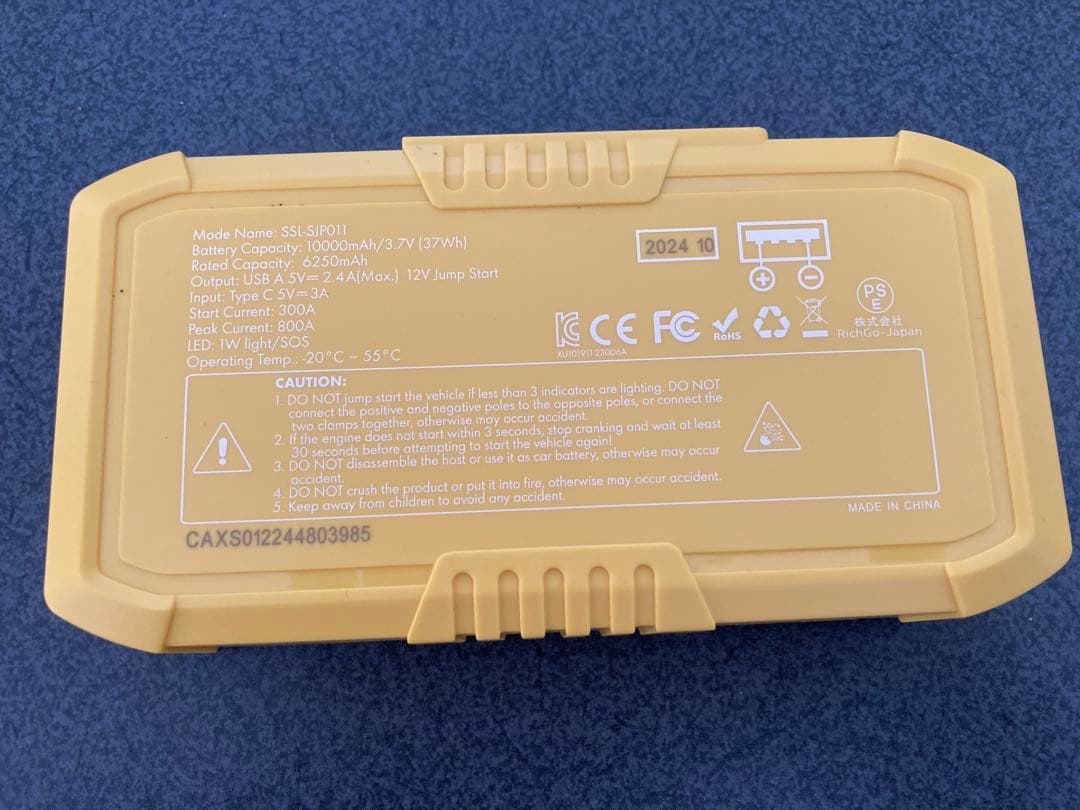 Mode Name: SSL-SJP011
Battery Capacity: 10000mAh/3.7V (37Wh)
Rated Capacity: 6250mAh
Output: USB A 5V⎓2.4A(Max.) 12V Jump Start
Input: Type C 5V⎓3A
Start Current: 300A
Peak Current: 800A
LED: 1W light/SOS
Operating Temp.: -20°C ~ 55°C
2024 10
+ −
KC CE FC RoHS
XU101911-23006A
PSE
株式会社
RichGo-Japan
CAUTION:
1. DO NOT jump start the vehicle if less than 3 indicators are lighting. DO NOT
connect the positive and negative poles to the opposite poles, or connect the
two clamps together, otherwise may occur accident.
2. If the engine does not start within 3 seconds, stop cranking and wait at least
30 seconds before attempting to start the vehicle again!
3. DO NOT disassemble the host or use it as car battery, otherwise may occur
accident.
4. DO NOT crush the product or put it into fire, otherwise may occur accident.
5. Keep away from children to avoid any accident.
MADE IN CHINA
CAXS012244803985